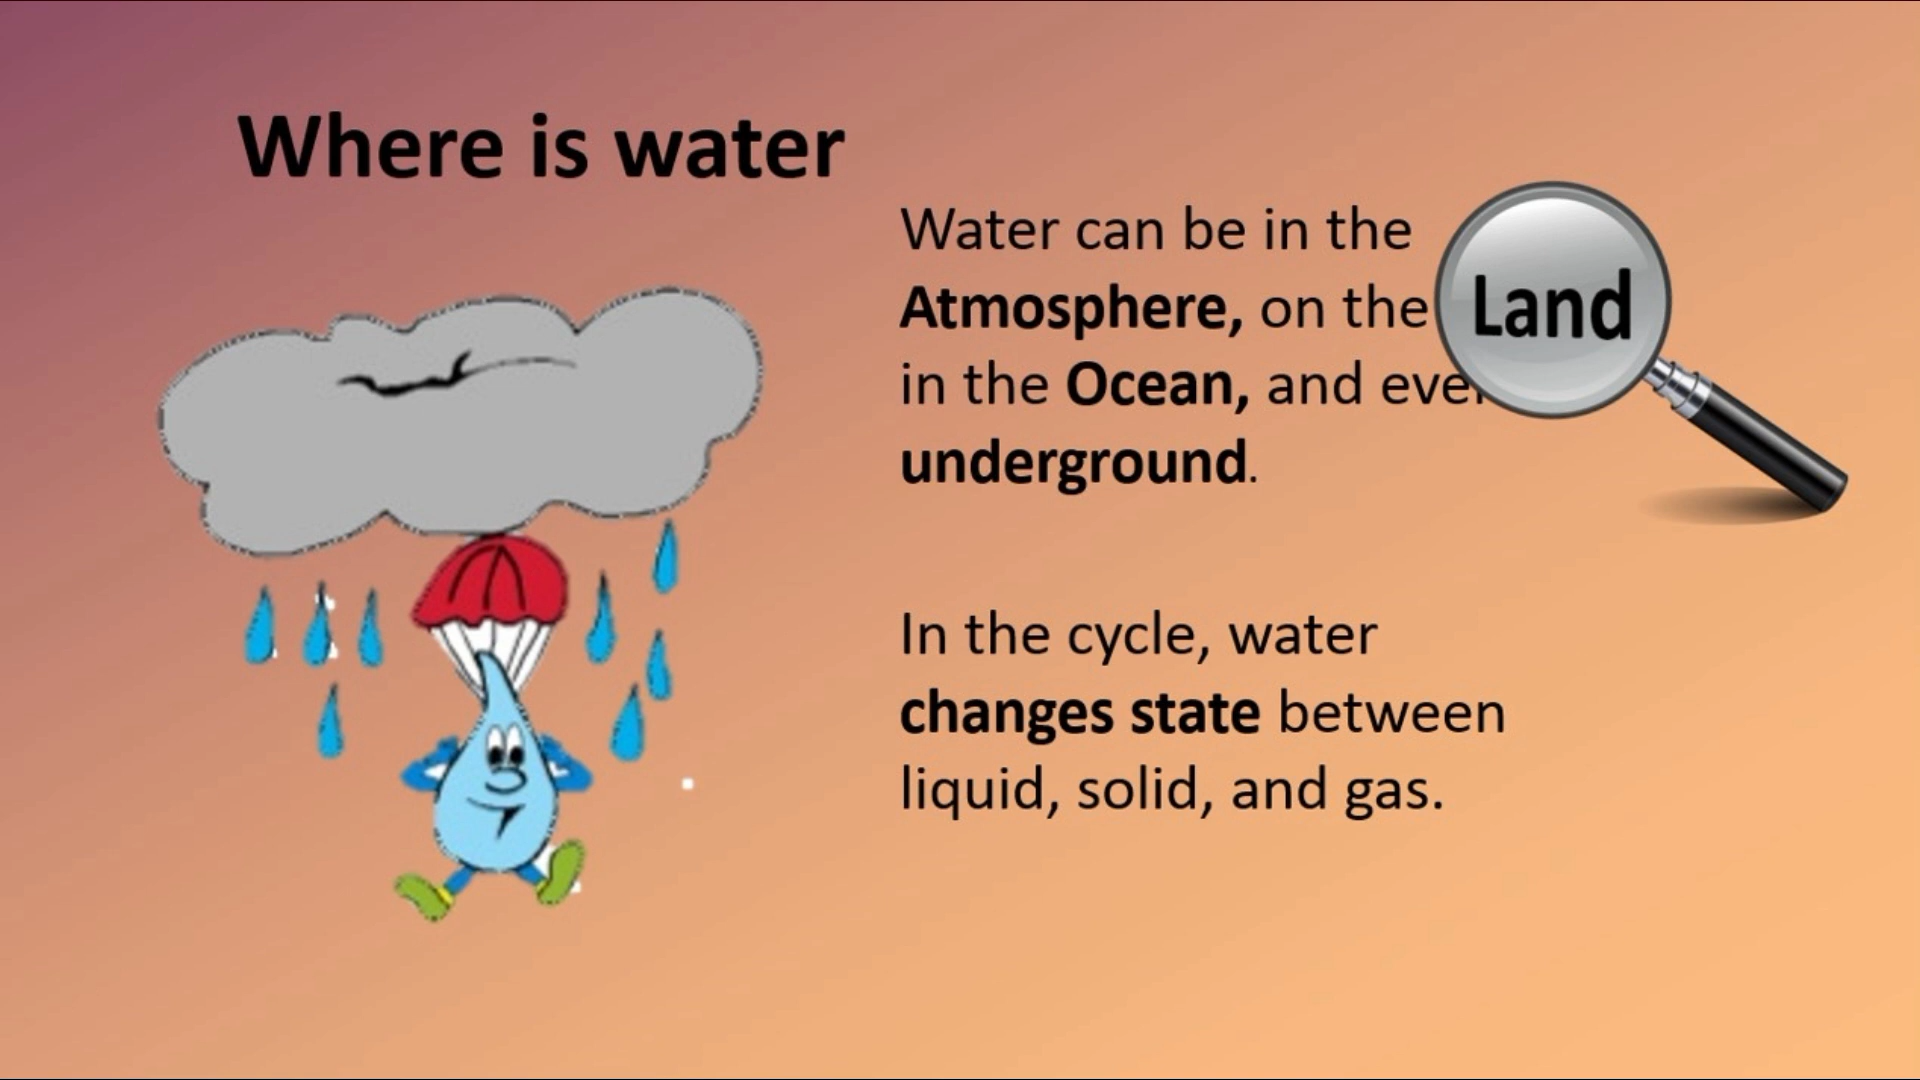 Where is water
Water can be in the
Atmosphere, on the Land
in the Ocean, and even
underground.
In the cycle, water
changes state between
liquid, solid, and gas.